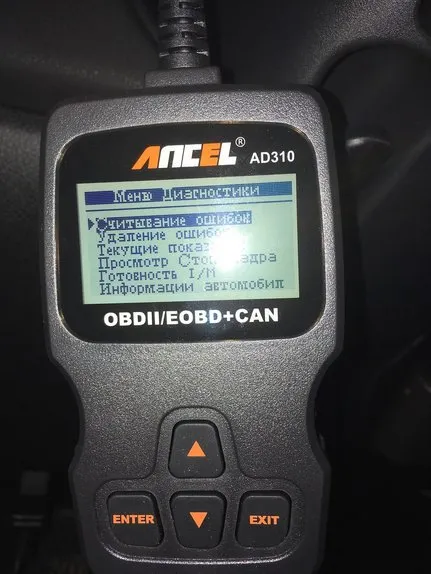 ANCEL® AD310
Меню Диагностики
Считывание ошибок
Удаление ошибок
Текущие
Просмотр Стоп
Готовность I/M
Информации автомобил
OBDII/EOBD+CAN
ENTER
EXIT